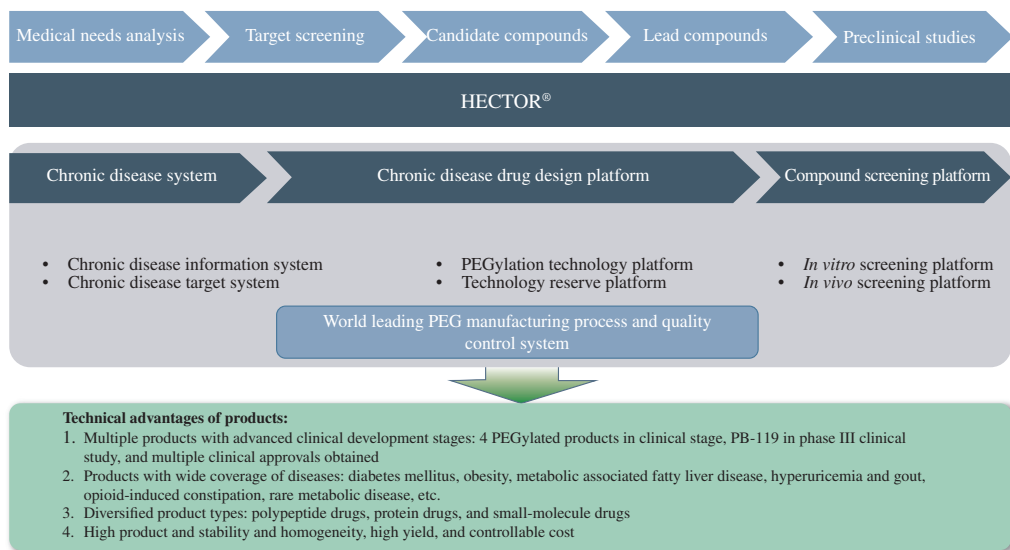 Medical needs analysis
Target screening
Candidate compounds
Lead compounds
Preclinical studies
HECTOR®
Chronic disease system
Chronic disease drug design platform
Compound screening platform
• Chronic disease information system
• Chronic disease target system
• PEGylation technology platform
• Technology reserve platform
• In vitro screening platform
• In vivo screening platform
World leading PEG manufacturing process and quality
control system
Technical advantages of products:
1. Multiple products with advanced clinical development stages: 4 PEGylated products in clinical stage, PB-119 in phase III clinical
study, and multiple clinical approvals obtained
2. Products with wide coverage of diseases: diabetes mellitus, obesity, metabolic associated fatty liver disease, hyperuricemia and gout,
opioid-induced constipation, rare metabolic disease, etc.
3. Diversified product types: polypeptide drugs, protein drugs, and small-molecule drugs
4. High product and stability and homogeneity, high yield, and controllable cost